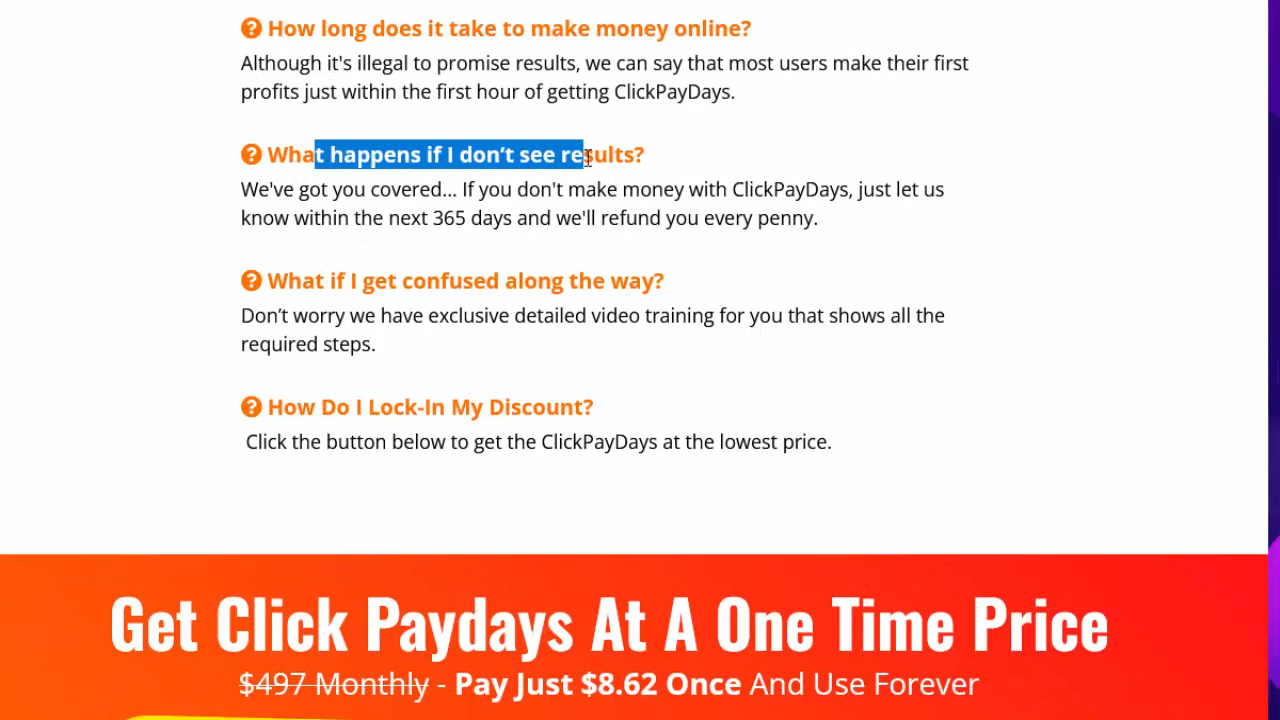 How long does it take to make money online?
Although it's illegal to promise results, we can say that most users make their first
profits just within the first hour of getting ClickPayDays.
What happens if I don’t see results?
We've got you covered... If you don't make money with ClickPayDays, just let us
know within the next 365 days and we'll refund you every penny.
What if I get confused along the way?
Don’t worry we have exclusive detailed video training for you that shows all the
required steps.
How Do I Lock-In My Discount?
Click the button below to get the ClickPayDays at the lowest price.
Get Click Paydays At A One Time Price
$497 Monthly - Pay Just $8.62 Once And Use Forever